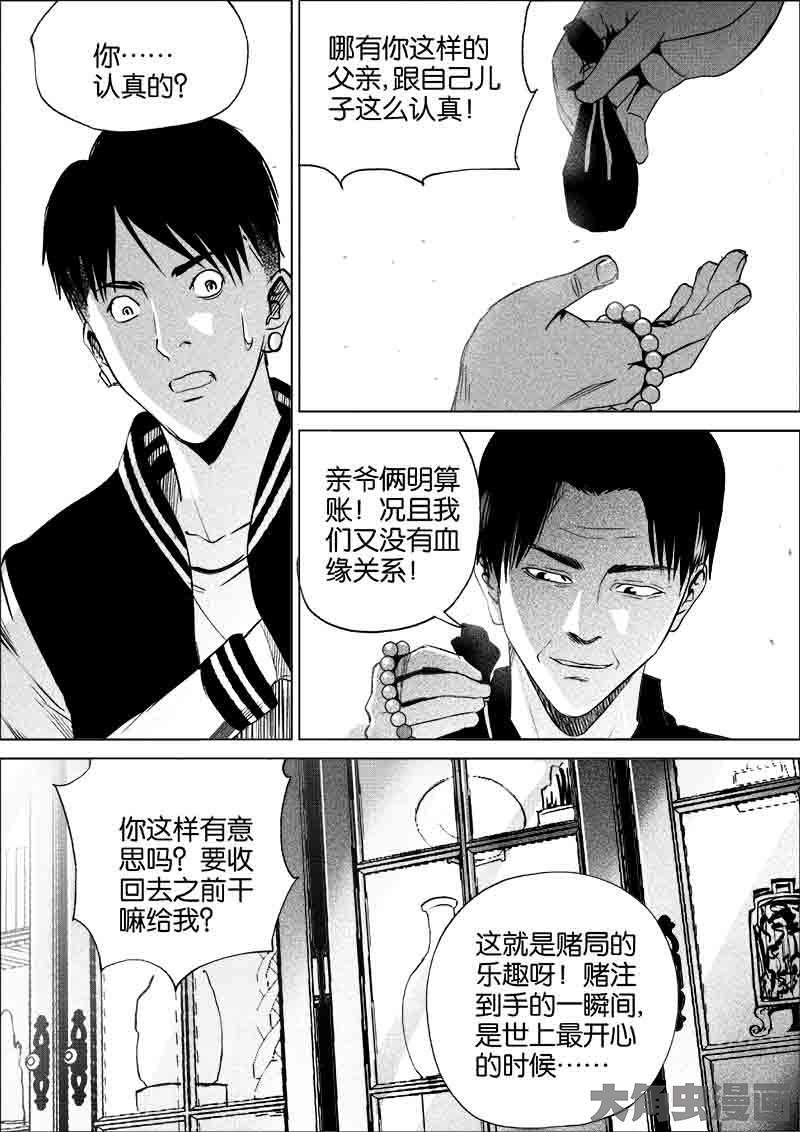 你……
认真的？
哪有你这样的
父亲，跟自己儿
子这么认真！
亲爷俩明算
账！况且我
们又没有血
缘关系！
你这样有意
思吗？要收
回去之前干
嘛给我？
这就是赌局的
乐趣呀！赌注
到手的一瞬间，
是世上最开心
的时候……
大角虫漫画